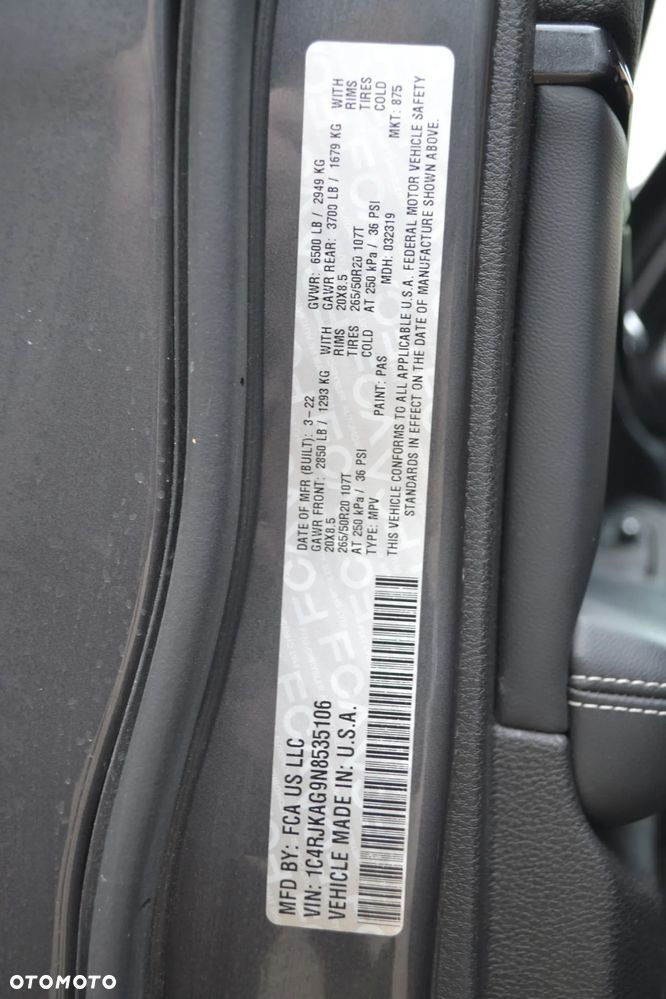 MFD BY: FCA US LLC
VIN: 1C4RJKAG9N8535106
VEHICLE MADE IN: U.S.A.
DATE OF MFR (BUILT): 3-22 GVWR: 6500 LB / 2949 KG
GAWR FRONT: 2850 LB / 1293 KG WITH GAWR REAR: 3700 LB / 1679 KG WITH
20X8.5 RIMS 20X8.5 RIMS
265/50R20 107T TIRES 265/50R20 107T TIRES
AT 250 kPa / 36 PSI COLD AT 250 kPa / 36 PSI COLD
TYPE: MPV PAINT: PAS MDH: 032319 MKT: 875
THIS VEHICLE CONFORMS TO ALL APPLICABLE U.S.A. FEDERAL MOTOR VEHICLE SAFETY
STANDARDS IN EFFECT ON THE DATE OF MANUFACTURE SHOWN ABOVE.
OTOMOTO